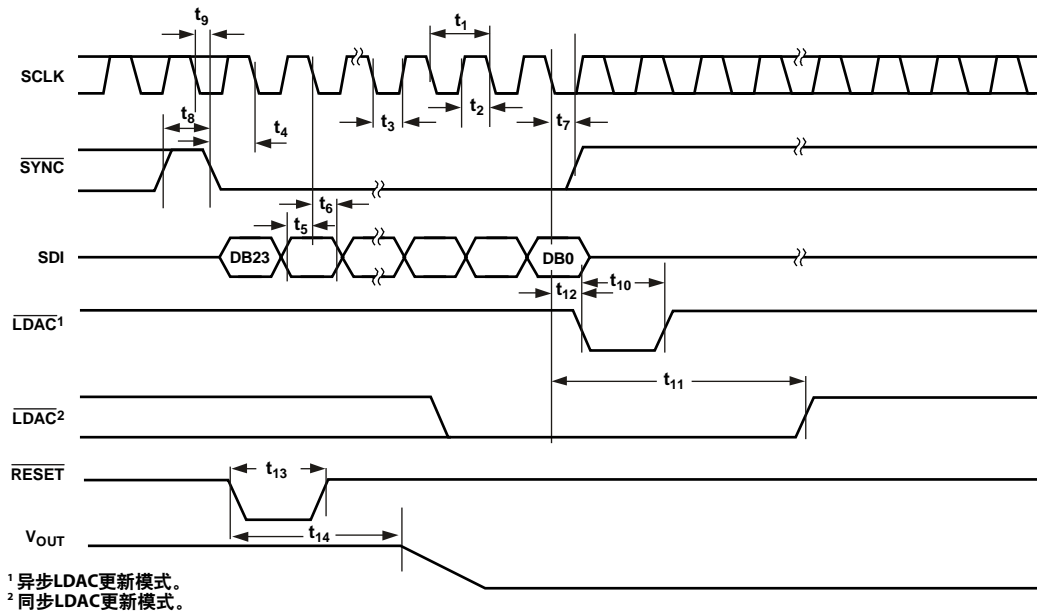 t9
t1
SCLK
t8
t4
t3
t2
t7
SYNC
t6
t5
SDI
DB23
DB0
t12
t10
LDAC¹
t11
LDAC²
RESET
t13
t14
VOUT
¹ 异步LDAC更新模式。
² 同步LDAC更新模式。